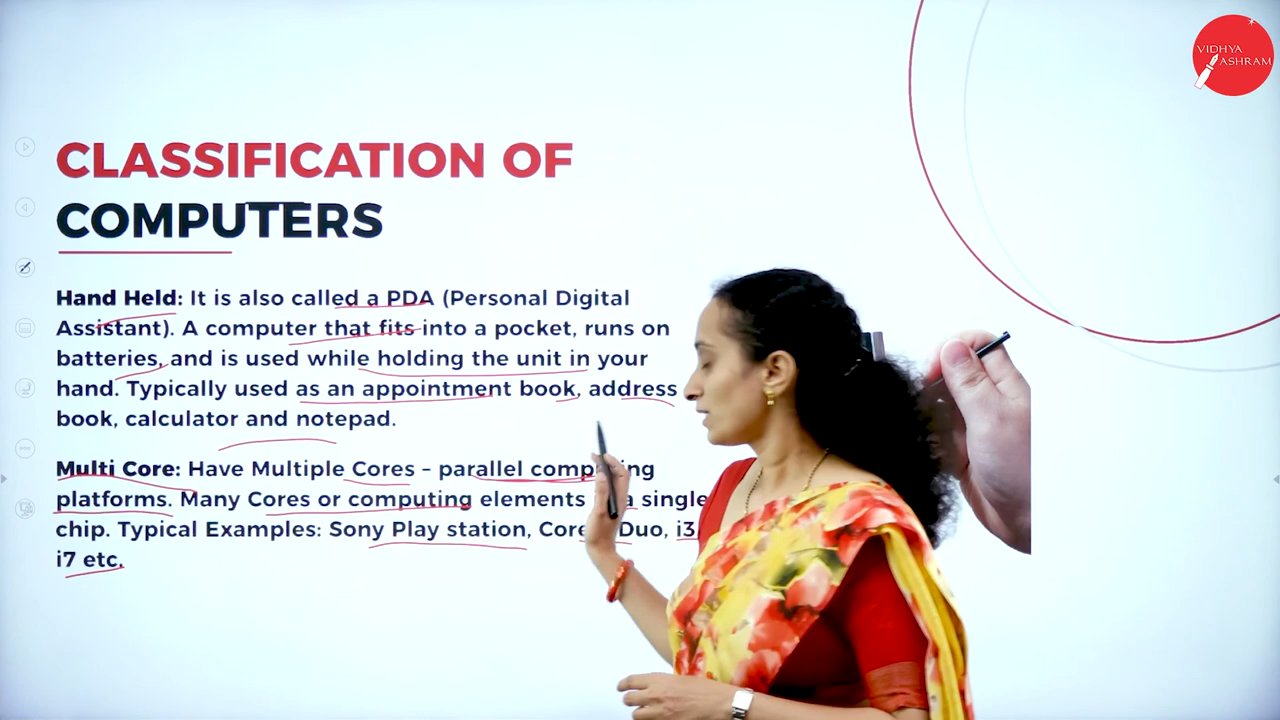 VIDHYA
ASHRAM
CLASSIFICATION OF
COMPUTERS
Hand Held: It is also called a PDA (Personal Digital
Assistant). A computer that fits into a pocket, runs on
batteries, and is used while holding the unit in your
hand. Typically used as an appointment book, address
book, calculator and notepad.
Multi Core: Have Multiple Cores – parallel computing
platforms. Many Cores or computing elements a single
chip. Typical Examples: Sony Play station, Core Duo, i3,
i7 etc.